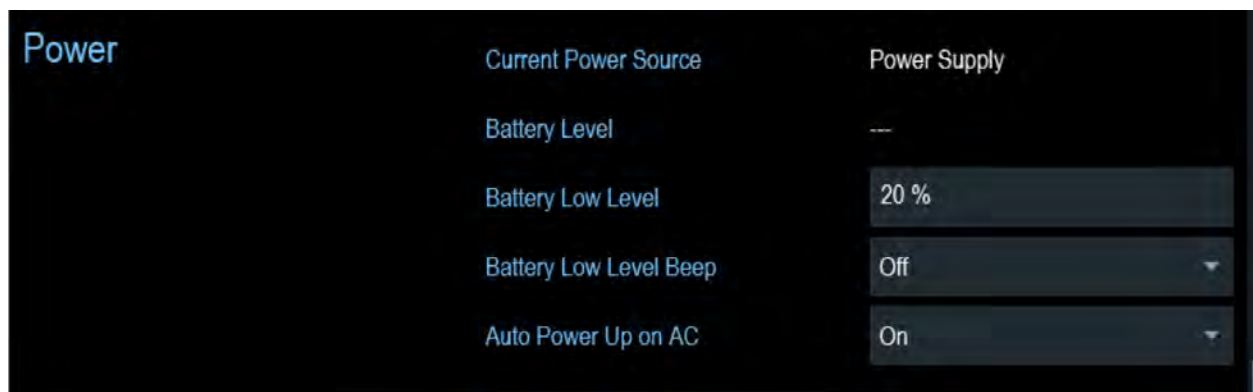 Power
Current Power Source Power Supply
Battery Level ---
Battery Low Level 20 %
Battery Low Level Beep Off
Auto Power Up on AC On